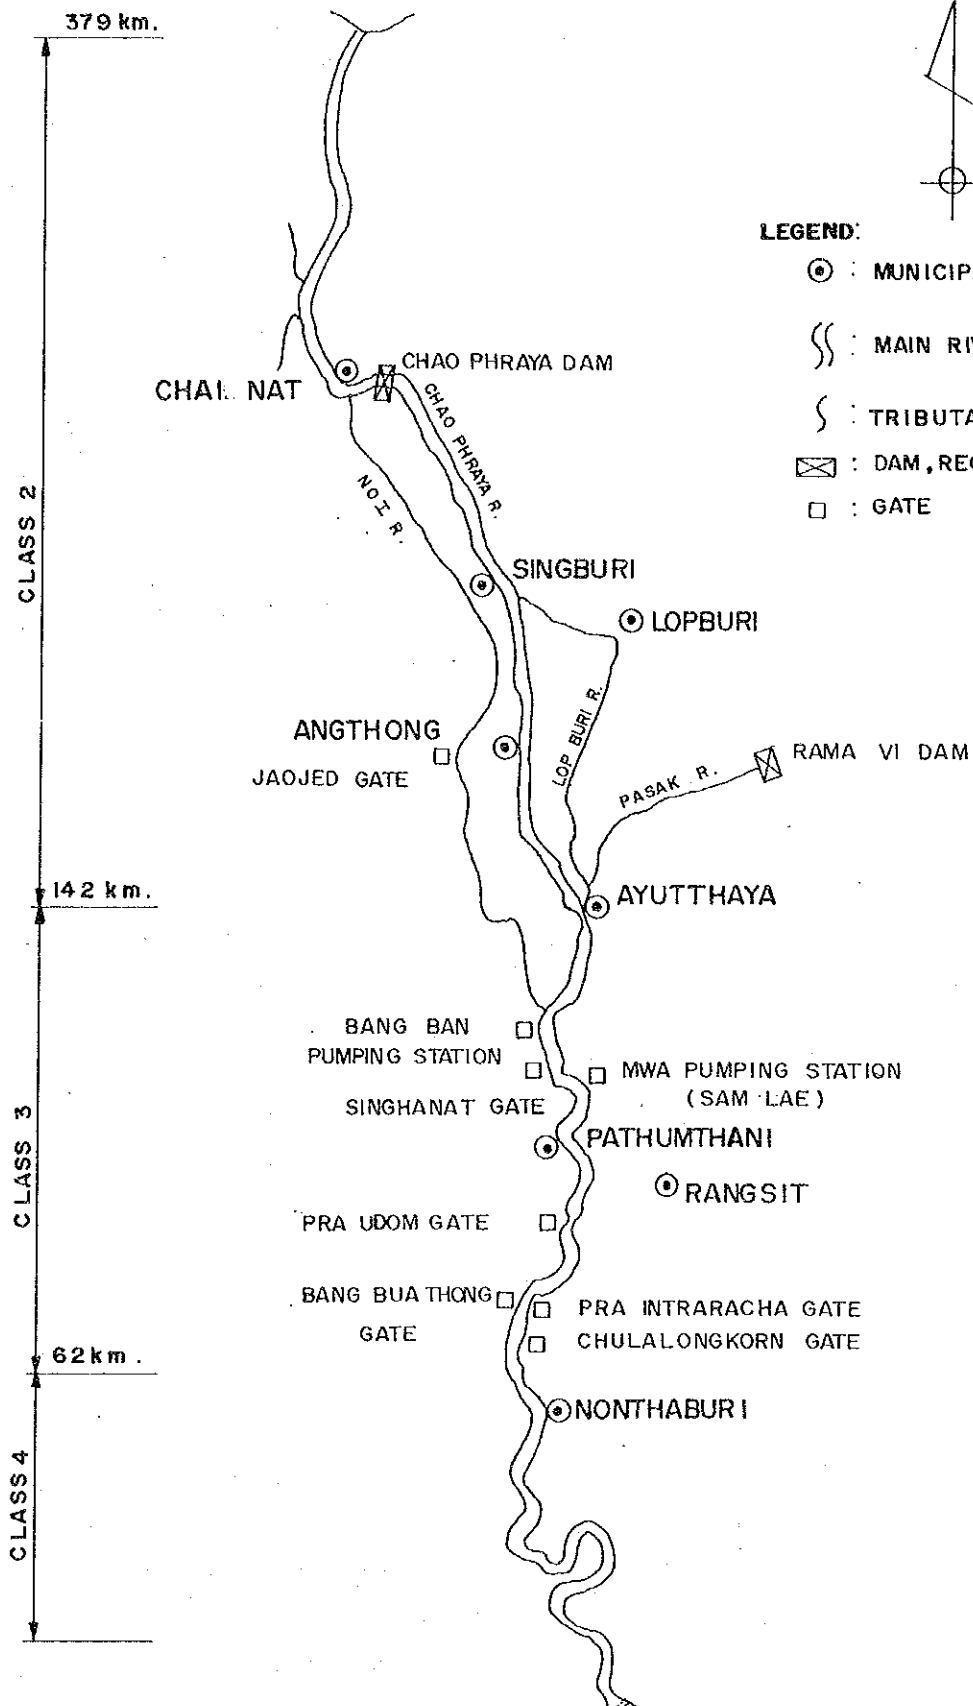 379 km.
LEGEND:
: MUNICIP
: MAIN RI
: TRIBUTA
: DAM, REG
: GATE
CHAI NAT
CHAO PHRAYA DAM
CHAO PHRAYA R.
NOI R.
CLASS 2
SINGBURI
LOPBURI
ANGTHONG
JAOJED GATE
LOP BURI R.
PASAK R.
RAMA VI DAM
142 km.
AYUTTHAYA
BANG BAN
PUMPING STATION
MWA PUMPING STATION
(SAM LAE)
SINGHANAT GATE
CLASS 3
PATHUMTHANI
RANGSIT
PRA UDOM GATE
BANG BUA THONG
GATE
PRA INTRARACHA GATE
CHULALONGKORN GATE
62 km.
NONTHABURI
CLASS 4